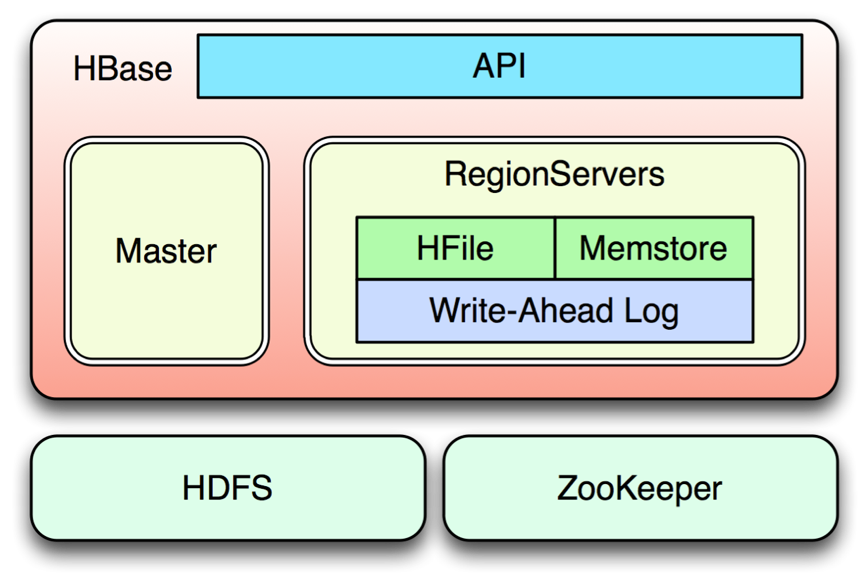 HBase
API
Master
RegionServers
HFile
Memstore
Write-Ahead Log
HDFS
ZooKeeper